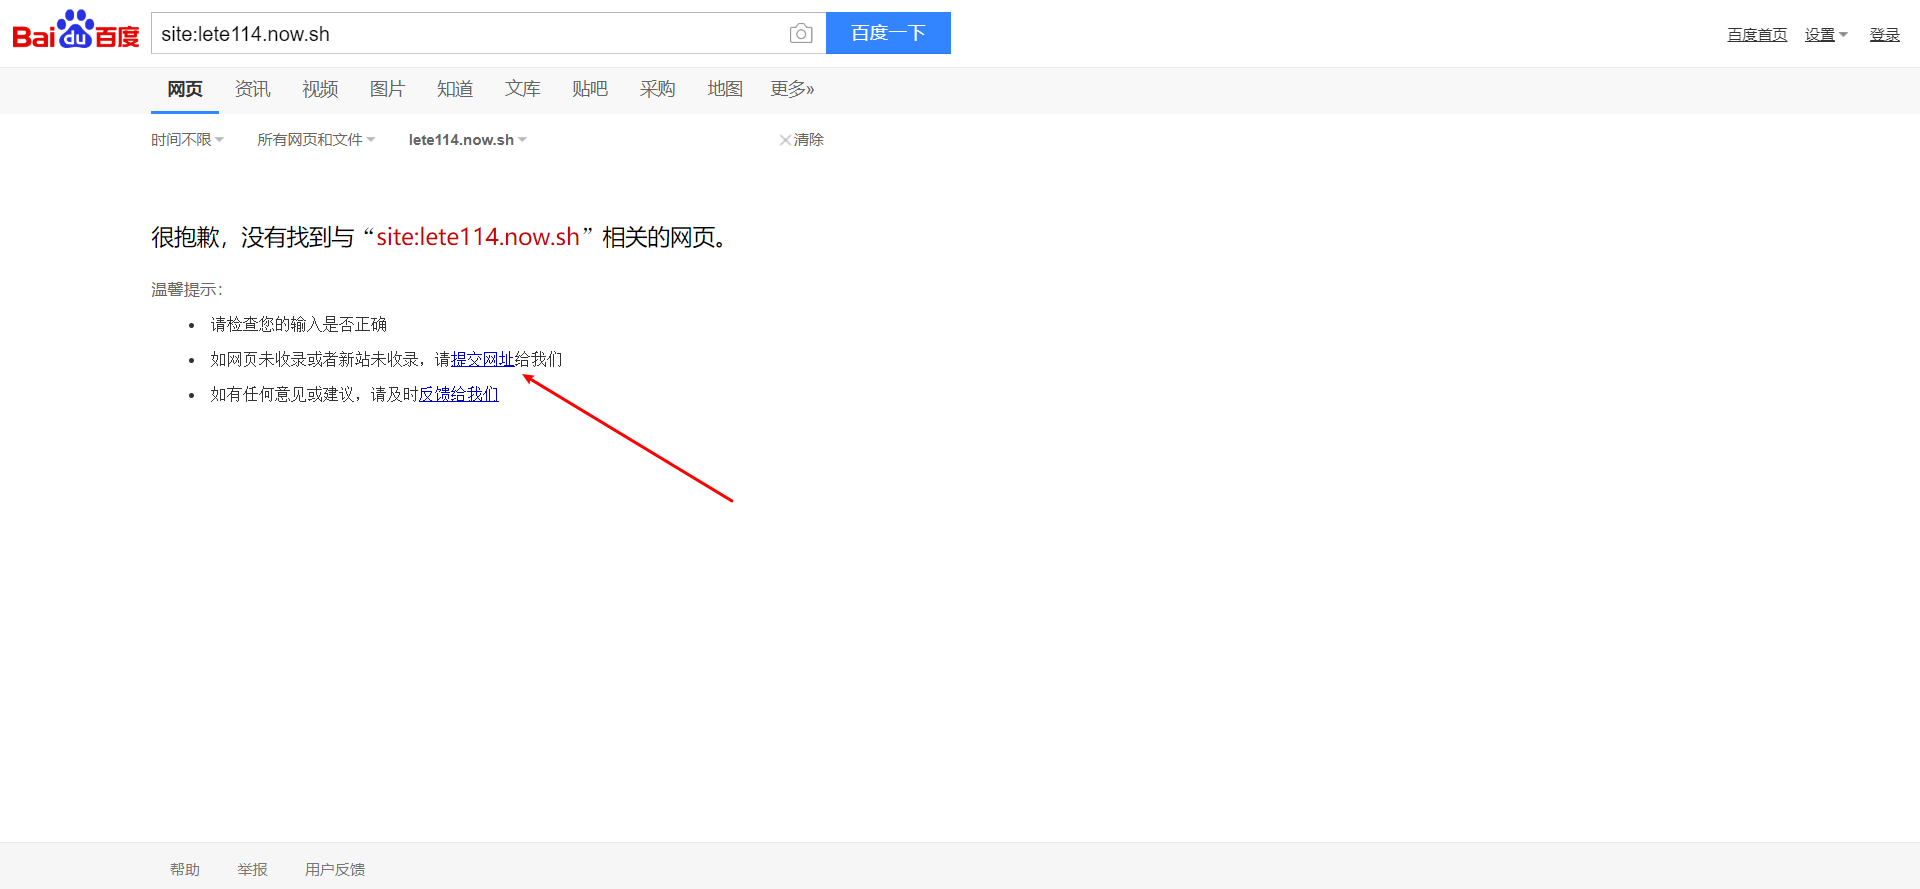 Bai du 百度 site:lete114.now.sh 百度一下 百度首页 设置 登录
网页 资讯 视频 图片 知道 文库 贴吧 采购 地图 更多»
时间不限 所有网页和文件 lete114.now.sh 清除
很抱歉，没有找到与“site:lete114.now.sh”相关的网页。
温馨提示：
• 请检查您的输入是否正确
• 如网页未收录或者新站未收录，请提交网址给我们
• 如有任何意见或建议，请及时反馈给我们
帮助 举报 用户反馈